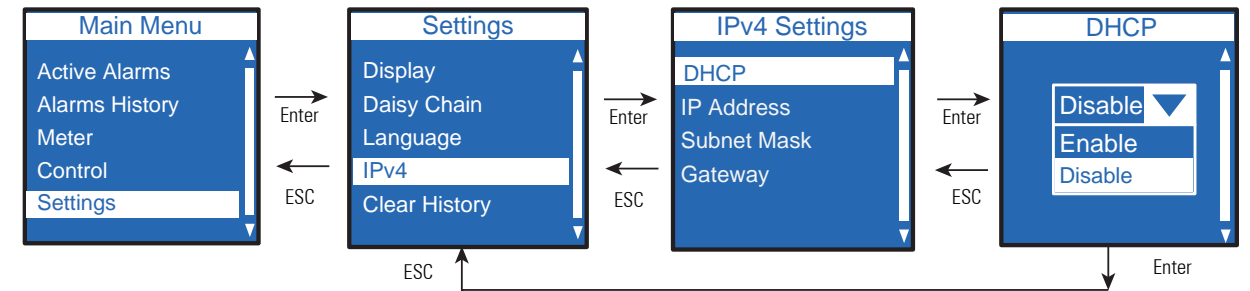 Main Menu
Active Alarms
Alarms History
Meter
Control
Settings
Enter
ESC
Settings
Display
Daisy Chain
Language
IPv4
Clear History
Enter
ESC
IPv4 Settings
DHCP
IP Address
Subnet Mask
Gateway
Enter
ESC
DHCP
Disable
Enable
Disable
ESC
Enter